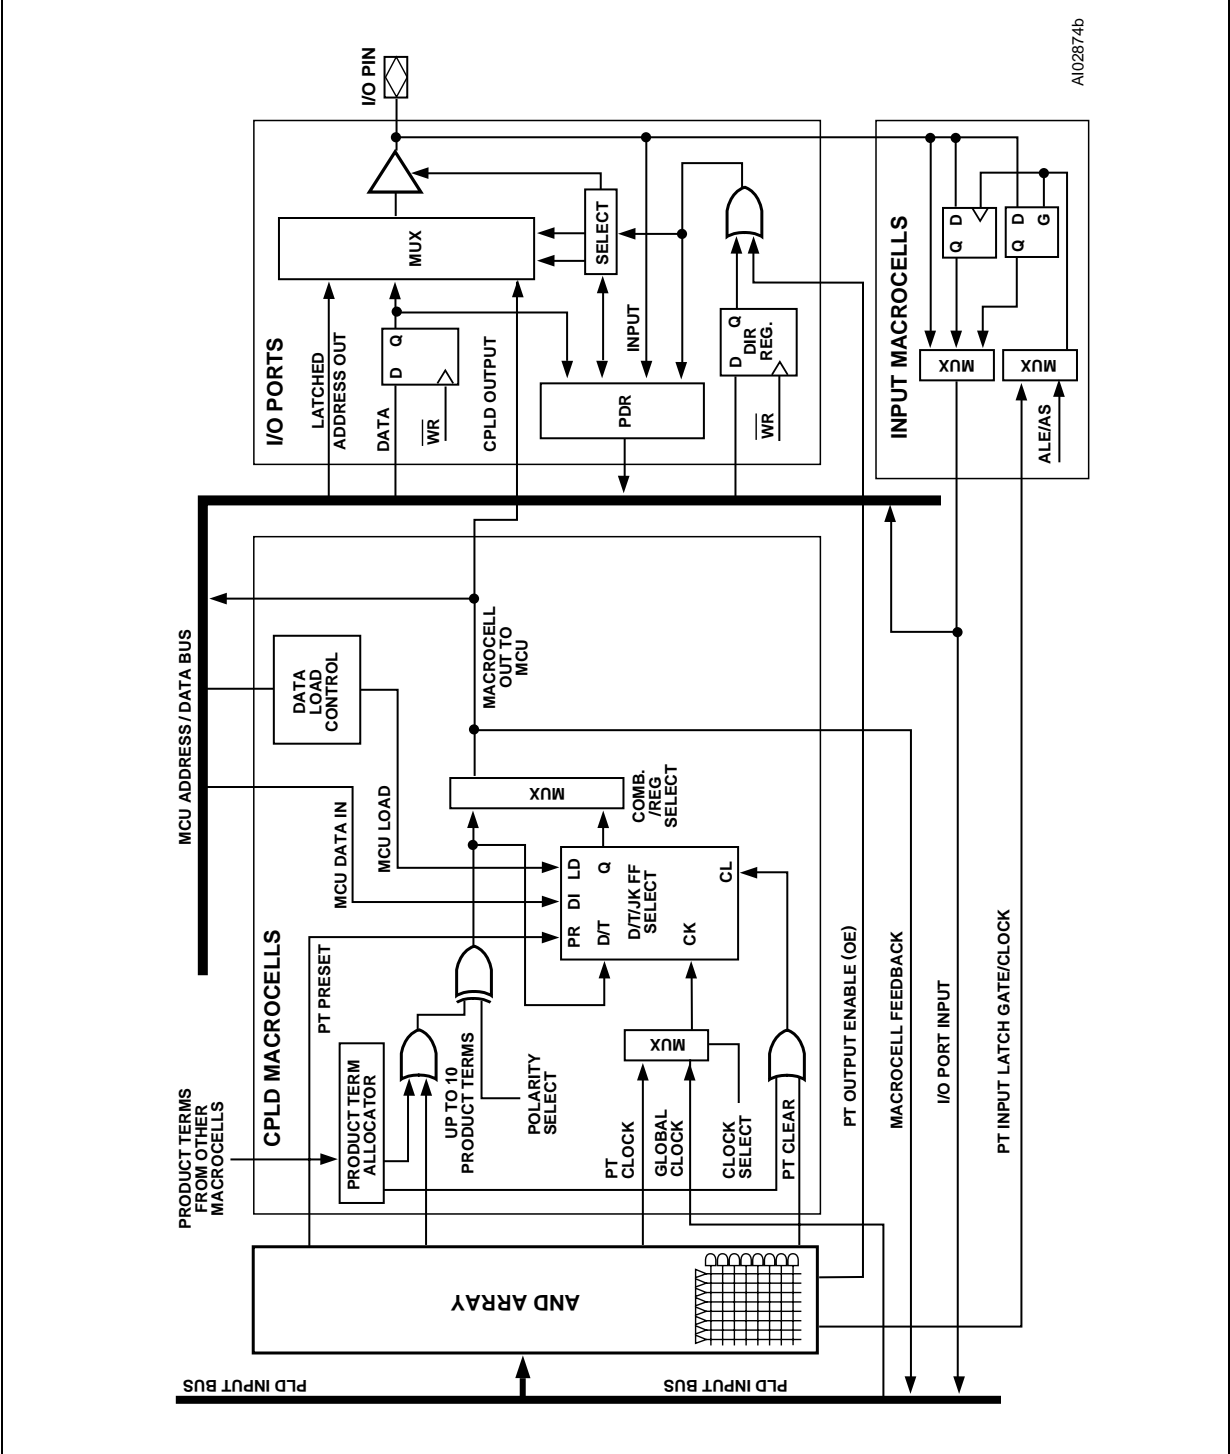 AI02874b
I/O PIN
I/O PORTS
LATCHED
ADDRESS OUT
DATA
D
Q
WR
CPLD OUTPUT
MUX
SELECT
INPUT
PDR
D
Q
DIR
REG.
WR
INPUT MACROCELLS
Q
D
Q
D
G
MUX
MUX
ALE/AS
MCU ADDRESS / DATA BUS
CPLD MACROCELLS
DATA
LOAD
CONTROL
MCU DATA IN
MCU LOAD
MACROCELL
OUT TO
MCU
MUX
COMB.
/REG
SELECT
PR
DI
LD
D/T
Q
D/T/JK FF
SELECT
CK
CL
PT PRESET
PRODUCT TERMS
FROM OTHER
MACROCELLS
PRODUCT TERM
ALLOCATOR
UP TO 10
PRODUCT TERMS
POLARITY
SELECT
MUX
PT
CLOCK
GLOBAL
CLOCK
CLOCK
SELECT
PT CLEAR
PT OUTPUT ENABLE (OE)
MACROCELL FEEDBACK
I/O PORT INPUT
PT INPUT LATCH GATE/CLOCK
AND ARRAY
PLD INPUT BUS
PLD INPUT BUS